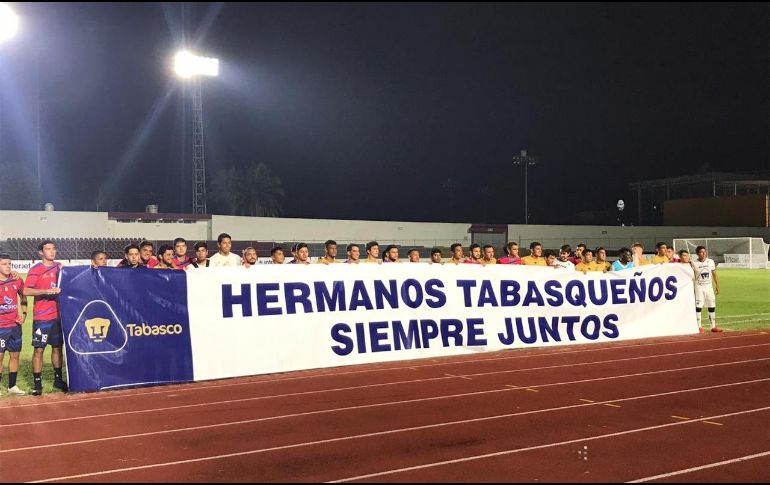 HERMANOS TABASQUEÑOS
SIEMPRE JUNTOS
Tabasco